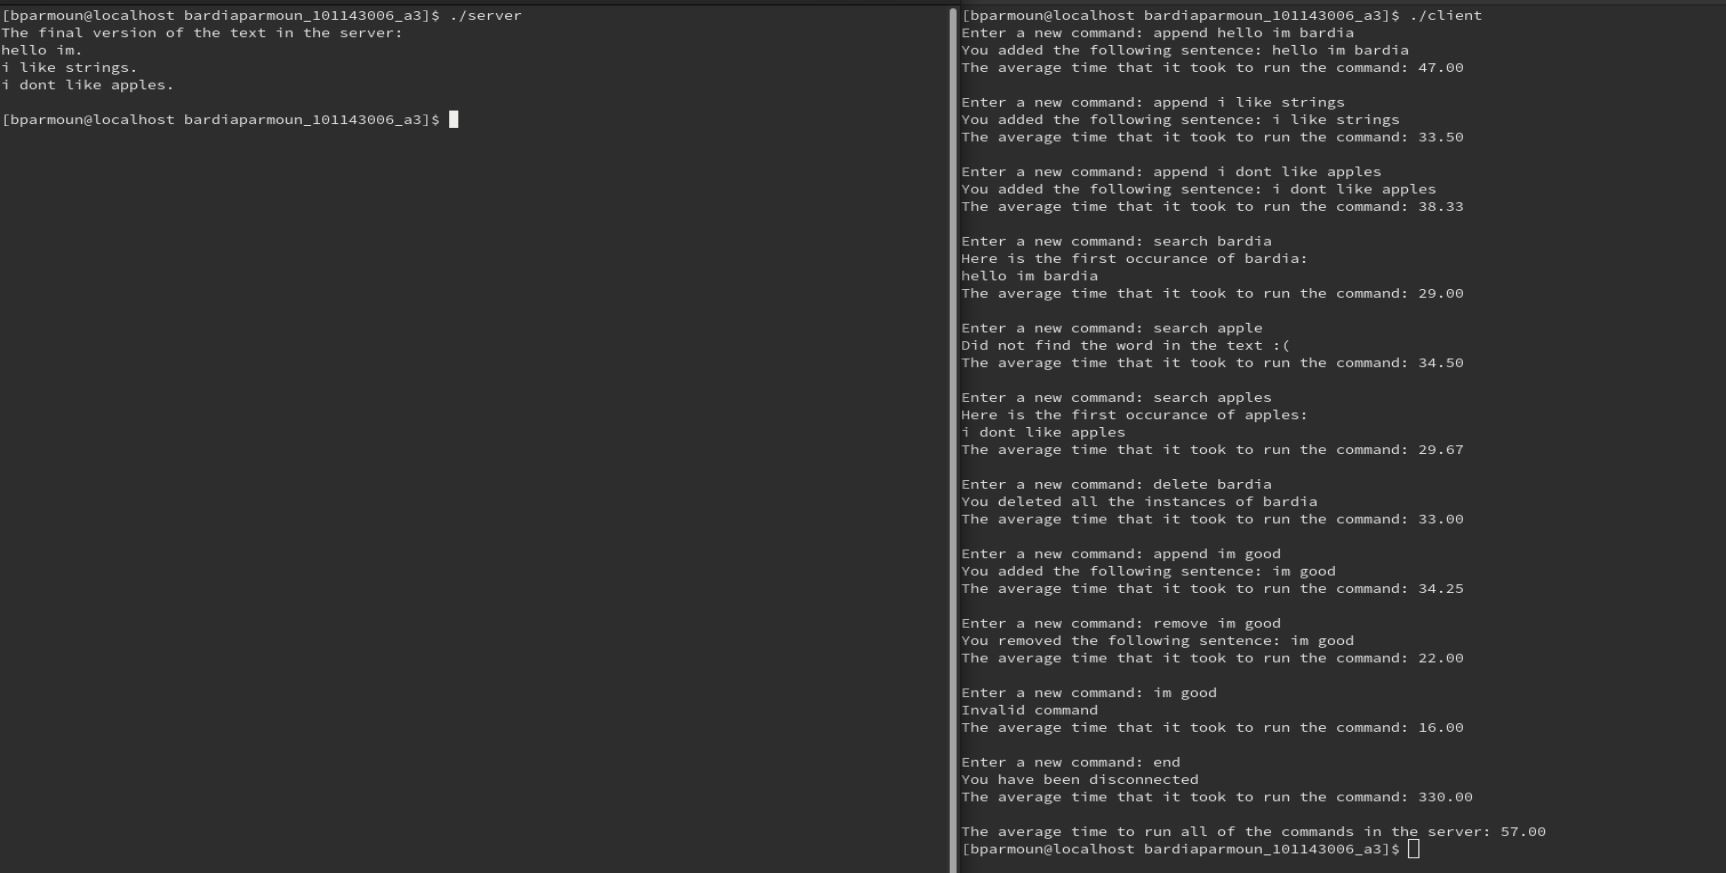 [bparmoun@localhost bardiaparmoun_101143006_a3]$ ./server
The final version of the text in the server:
hello im.
i like strings.
i dont like apples.
[bparmoun@localhost bardiaparmoun_101143006_a3]$
[bparmoun@localhost bardiaparmoun_101143006_a3]$ ./client
Enter a new command: append hello im bardia
You added the following sentence: hello im bardia
The average time that it took to run the command: 47.00
Enter a new command: append i like strings
You added the following sentence: i like strings
The average time that it took to run the command: 33.50
Enter a new command: append i dont like apples
You added the following sentence: i dont like apples
The average time that it took to run the command: 38.33
Enter a new command: search bardia
Here is the first occurance of bardia:
hello im bardia
The average time that it took to run the command: 29.00
Enter a new command: search apple
Did not find the word in the text :(
The average time that it took to run the command: 34.50
Enter a new command: search apples
Here is the first occurance of apples:
i dont like apples
The average time that it took to run the command: 29.67
Enter a new command: delete bardia
You deleted all the instances of bardia
The average time that it took to run the command: 33.00
Enter a new command: append im good
You added the following sentence: im good
The average time that it took to run the command: 34.25
Enter a new command: remove im good
You removed the following sentence: im good
The average time that it took to run the command: 22.00
Enter a new command: im good
Invalid command
The average time that it took to run the command: 16.00
Enter a new command: end
You have been disconnected
The average time that it took to run the command: 330.00
The average time to run all of the commands in the server: 57.00
[bparmoun@localhost bardiaparmoun_101143006_a3]$